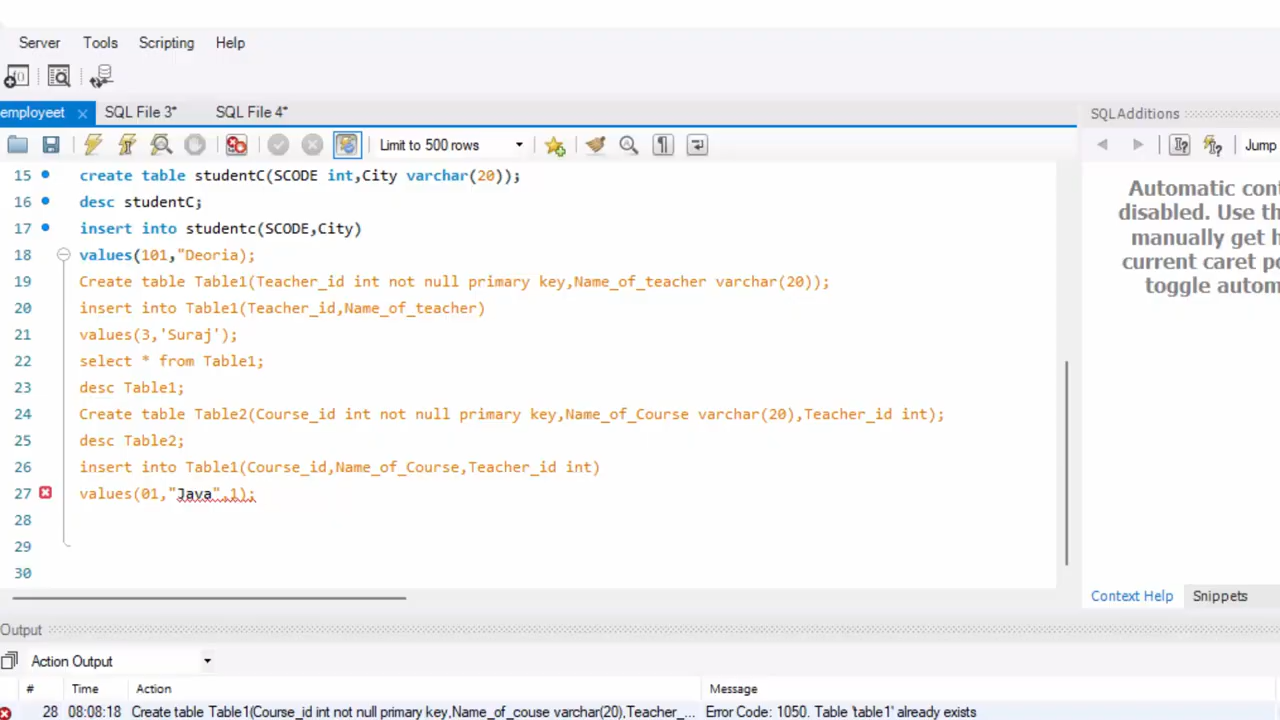 Server Tools Scripting Help
employeet SQL File 3* SQL File 4* SQLAdditions
Limit to 500 rows Jump
15 create table studentC(SCODE int,City varchar(20));
16 desc studentC;
17 insert into studentc(SCODE,City)
18 values(101,"Deoria);
19 Create table Table1(Teacher_id int not null primary key,Name_of_teacher varchar(20));
20 insert into Table1(Teacher_id,Name_of_teacher)
21 values(3,'Suraj');
22 select * from Table1;
23 desc Table1;
24 Create table Table2(Course_id int not null primary key,Name_of_Course varchar(20),Teacher_id int);
25 desc Table2;
26 insert into Table1(Course_id,Name_of_Course,Teacher_id int)
27 values(01,"Java",1);
28
29
30
Automatic cont
disabled. Use th
manually get h
current caret po
toggle autom
Context Help Snippets
Output
Action Output
# Time Action Message
28 08:08:18 Create table Table1(Course_id int not null primary key,Name_of_couse varchar(20),Teacher_... Error Code: 1050. Table 'table1' already exists